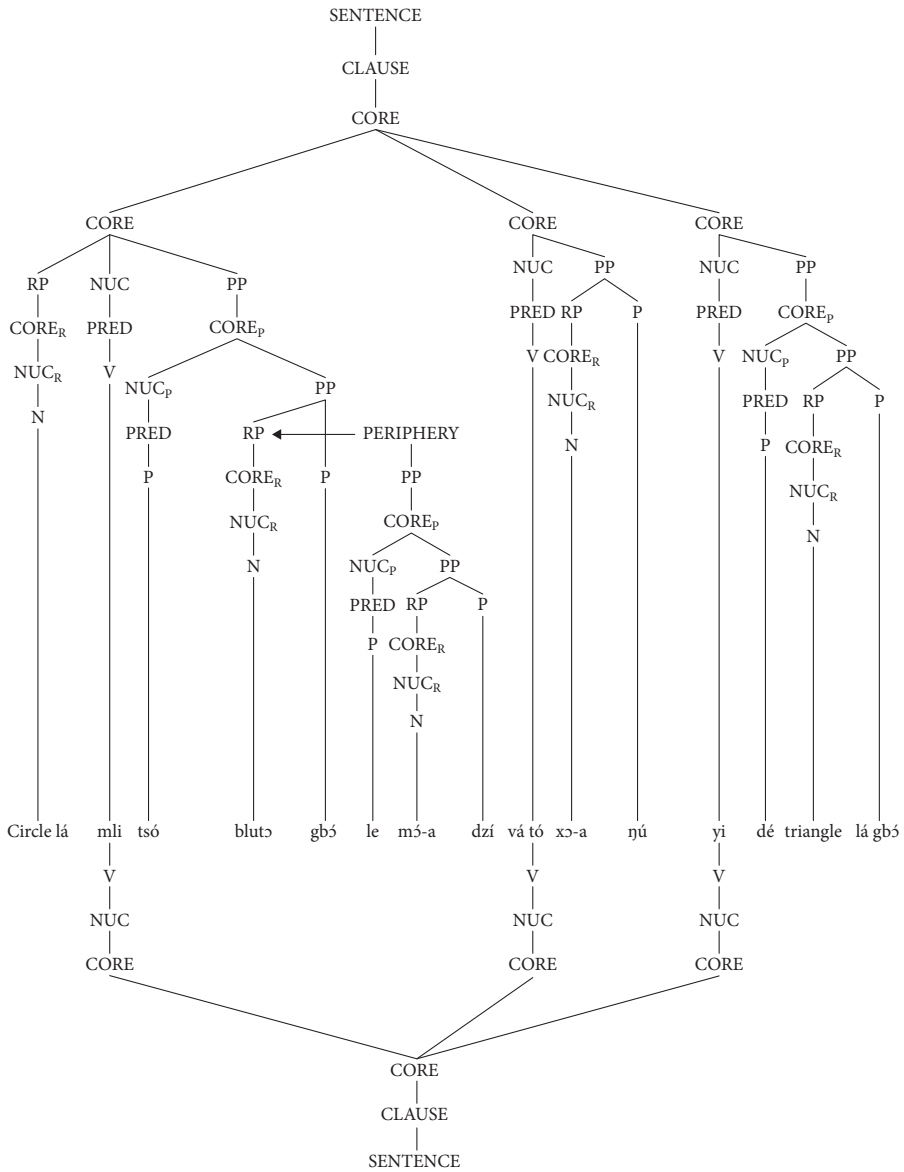 SENTENCE
CLAUSE
CORE
CORE CORE CORE
RP NUC PP NUC PP NUC PP
CORER PRED COREP PRED RP P PRED COREP
NUCR V NUCP PP V CORER V NUCP PP
N PRED RP PERIPHERY NUCR PRED RP P
P CORER P PP N P CORER
NUCR COREP NUCR
N NUCP PP N
PRED RP P
P CORER
NUCR
N
Circle lá mli tsó blutɔ gbɔ́ le mɔ́-a dzí vá tó xɔ-a ŋú yi dé triangle lá gbɔ́
V V V
NUC NUC NUC
CORE CORE CORE
CORE
CLAUSE
SENTENCE